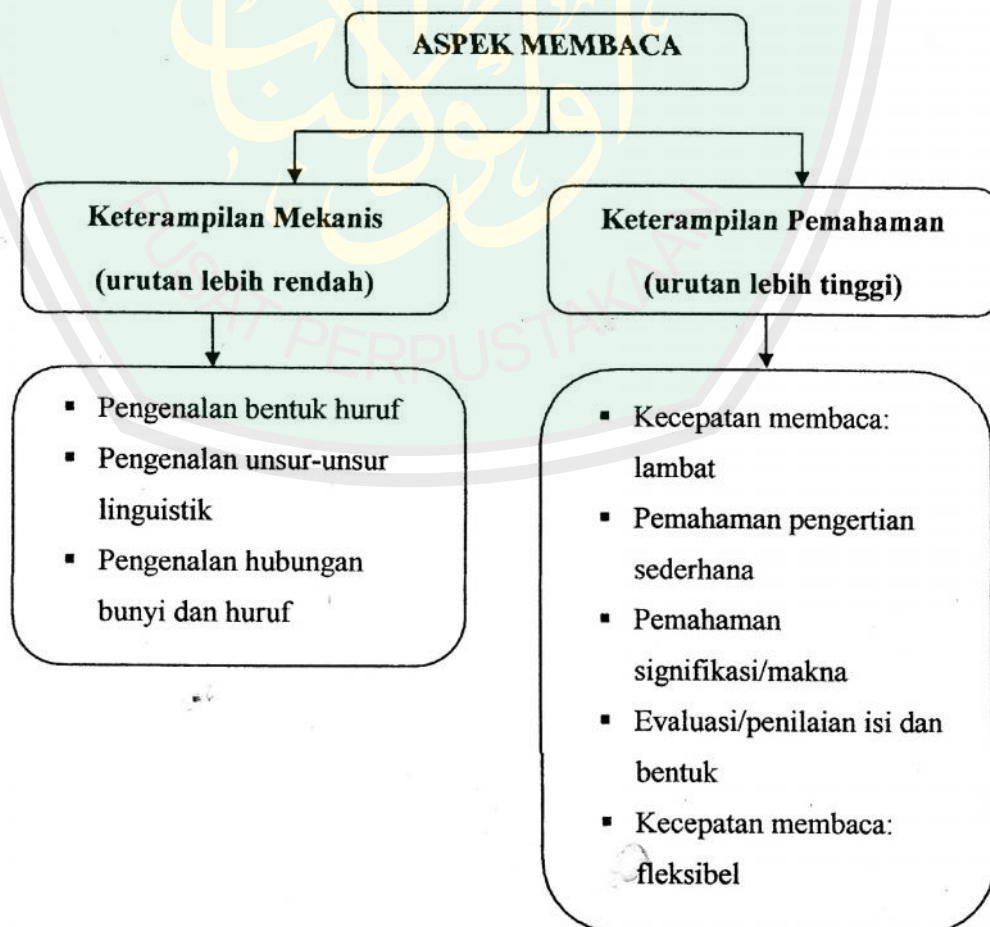 ASPEK MEMBACA
Keterampilan Mekanis
(urutan lebih rendah)
Keterampilan Pemahaman
(urutan lebih tinggi)
▪ Pengenalan bentuk huruf
▪ Pengenalan unsur-unsur
linguistik
▪ Pengenalan hubungan
bunyi dan huruf
▪ Kecepatan membaca:
lambat
▪ Pemahaman pengertian
sederhana
▪ Pemahaman
signifikasi/makna
▪ Evaluasi/penilaian isi dan
bentuk
▪ Kecepatan membaca:
fleksibel
PUSAT PERPUSTAKAAN